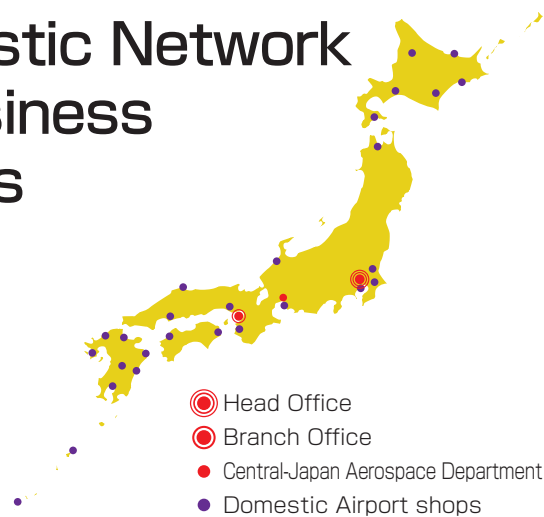 stic Network
siness
s
Head Office
Branch Office
Central-Japan Aerospace Department
Domestic Airport shops